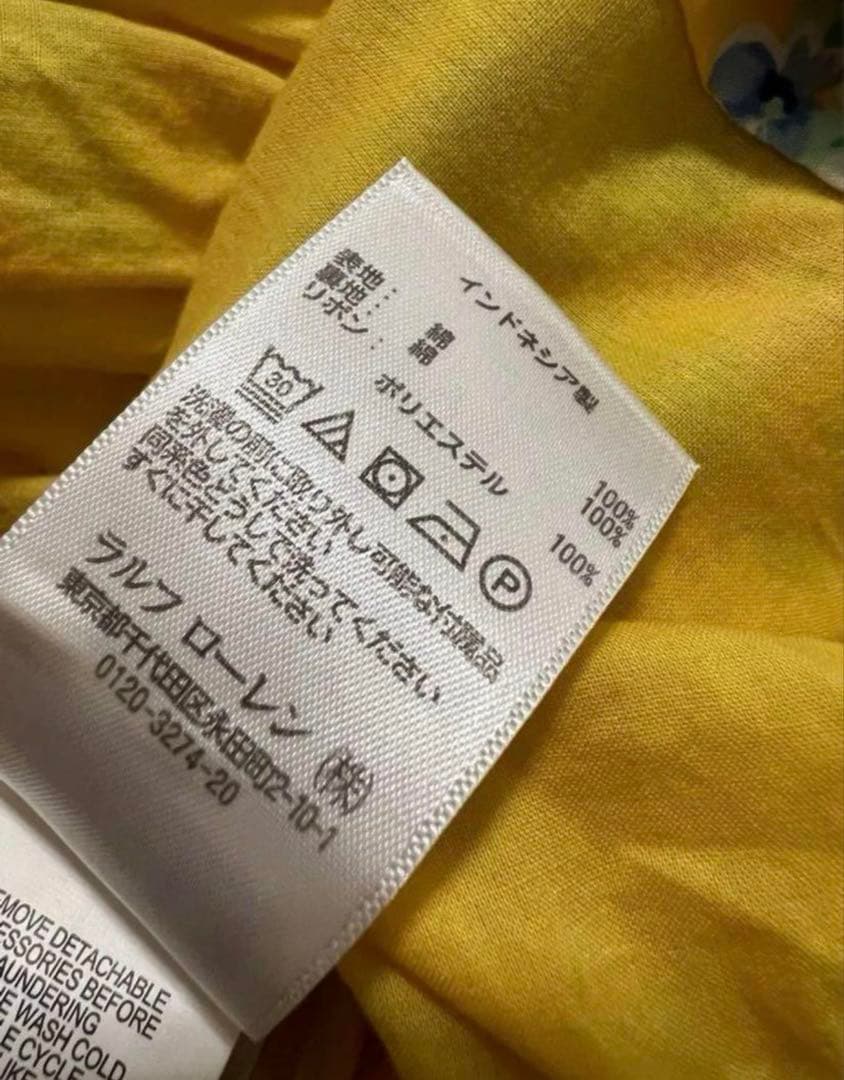 インドネシア製
表地: 綿 100%
裏地: 綿 100%
リボン: ポリエステル 100%
30
P
洗濯の前に取り外し可能な付属品
を外してください
同系色どうしで洗ってください
すぐに干してください
ラルフ ローレン (株)
東京都千代田区永田町2-10-1
0120-3274-20
EMOVE DETACHABLE
ESSORIES BEFORE
AUNDERING
E WASH COLD
E CYCLE
LIKE